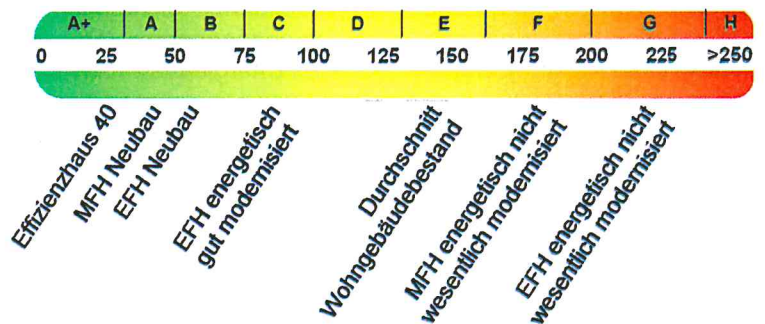 A+ A B C D E F G H
0 25 50 75 100 125 150 175 200 225 >250
Effizienzhaus 40
MFH Neubau
EFH Neubau
EFH energetisch
gut modernisiert
Durchschnitt
Wohngebäudebestand
MFH energetisch nicht
wesentlich modernisiert
EFH energetisch nicht
wesentlich modernisiert